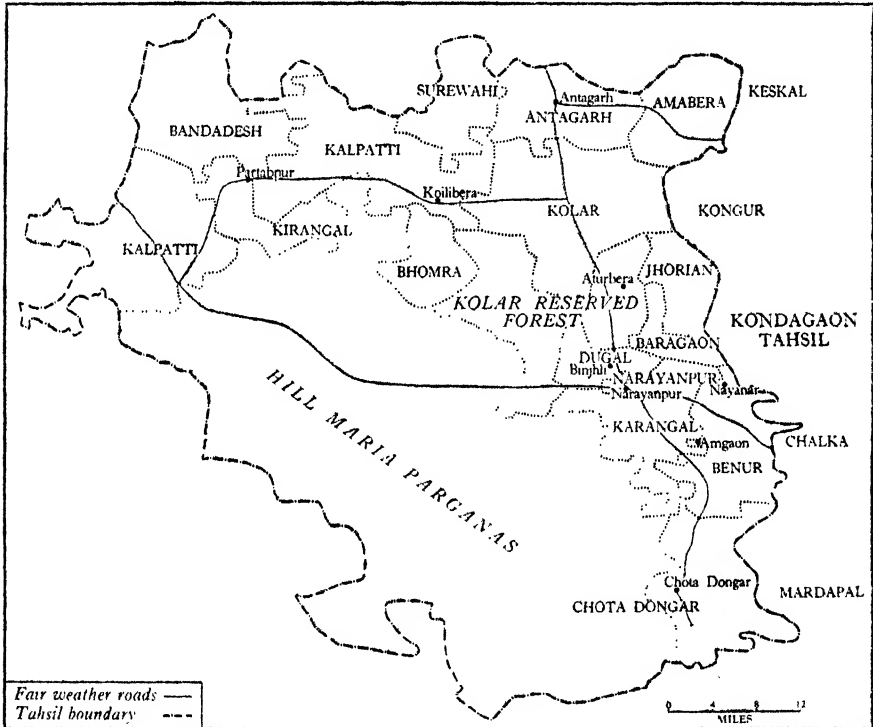 KESKAL
SUREWAHI
Antagarh
AMABERA
ANTAGARH
BANDADESH
KALPATTI
Partabpur
Koilibera
KOLAR
KONGUR
KIRANGAL
KALPATTI
BHOMRA
JHORIAN
Aturbera
KOLAR RESERVED
FOREST
KONDAGAON
TAHSIL
BARAGAON
DUGAL
Binjhli
NARAYANPUR
Narayanpur
Nayanar
HILL MARIA PARGANAS
KARANGAL
Amgaon
CHALKA
BENUR
Chota Dongar
MARDAPAL
CHOTA DONGAR
Fair weather roads
Tahsil boundary
0 4 8 12
MILES